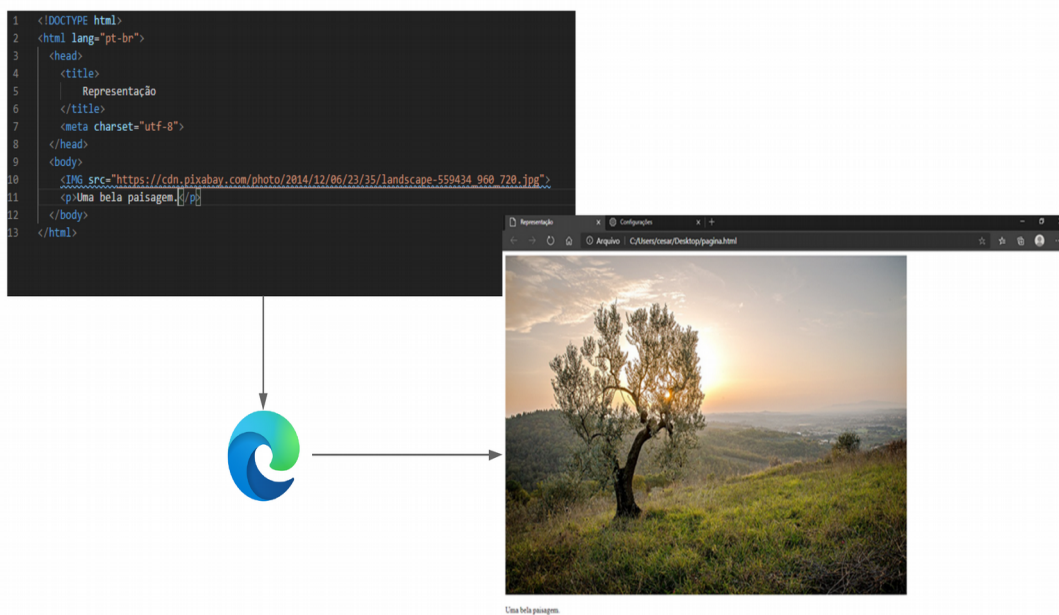 1 <!DOCTYPE html>
2 <html lang="pt-br">
3 <head>
4 <title>
5 Representação
6 </title>
7 <meta charset="utf-8">
8 </head>
9 <body>
10 <IMG src="https://cdn.pixabay.com/photo/2014/12/06/23/35/landscape-559434_960_720.jpg">
11 <p>Uma bela paisagem.</p>
12 </body>
13 </html>
Representação x Configurações x +
Arquivo C:/Users/cesar/Desktop/pagina.html
Uma bela paisagem.